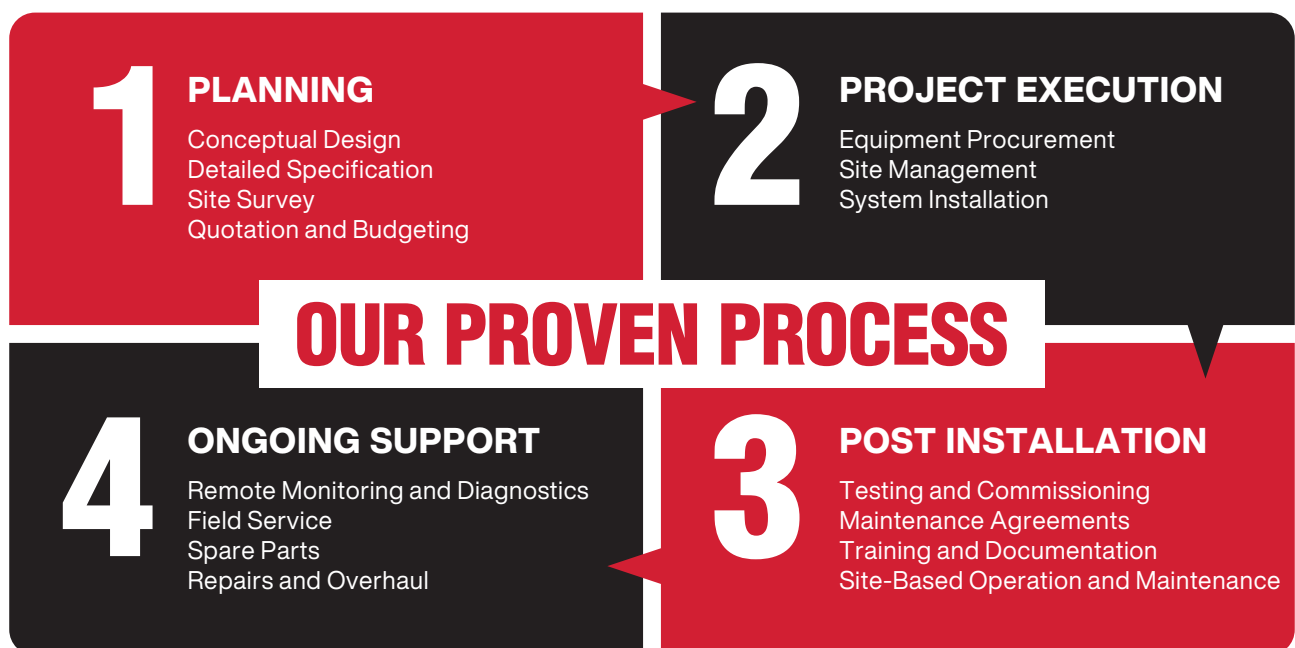 1
PLANNING
Conceptual Design
Detailed Specification
Site Survey
Quotation and Budgeting
2
PROJECT EXECUTION
Equipment Procurement
Site Management
System Installation
OUR PROVEN PROCESS
3
POST INSTALLATION
Testing and Commissioning
Maintenance Agreements
Training and Documentation
Site-Based Operation and Maintenance
4
ONGOING SUPPORT
Remote Monitoring and Diagnostics
Field Service
Spare Parts
Repairs and Overhaul